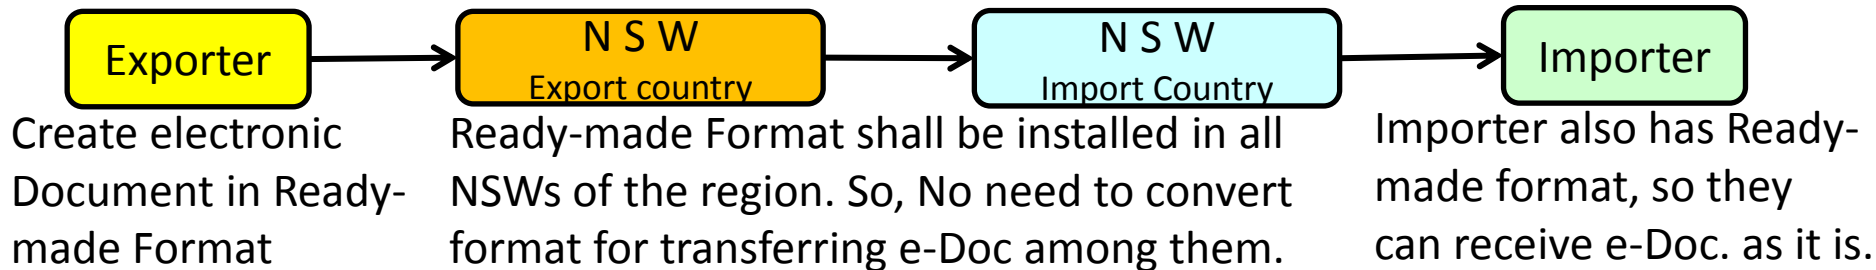 Exporter
N S W
Export country
N S W
Import Country
Importer
Create electronic
Document in Ready-
made Format
Ready-made Format shall be installed in all
NSWs of the region. So, No need to convert
format for transferring e-Doc among them.
Importer also has Ready-
made format, so they
can receive e-Doc. as it is.